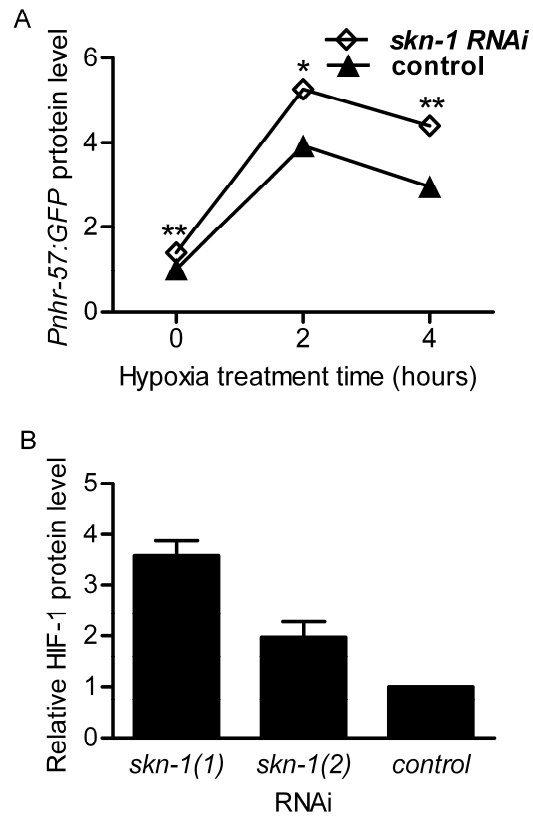 A
skn-1 RNAi
control
Pnhr-57:GFP prtotein level
6
4
2
0
*
**
**
0 2 4
Hypoxia treatment time (hours)
B
Relative HIF-1 protein level
5
4
3
2
1
0
skn-1(1) skn-1(2) control
RNAi